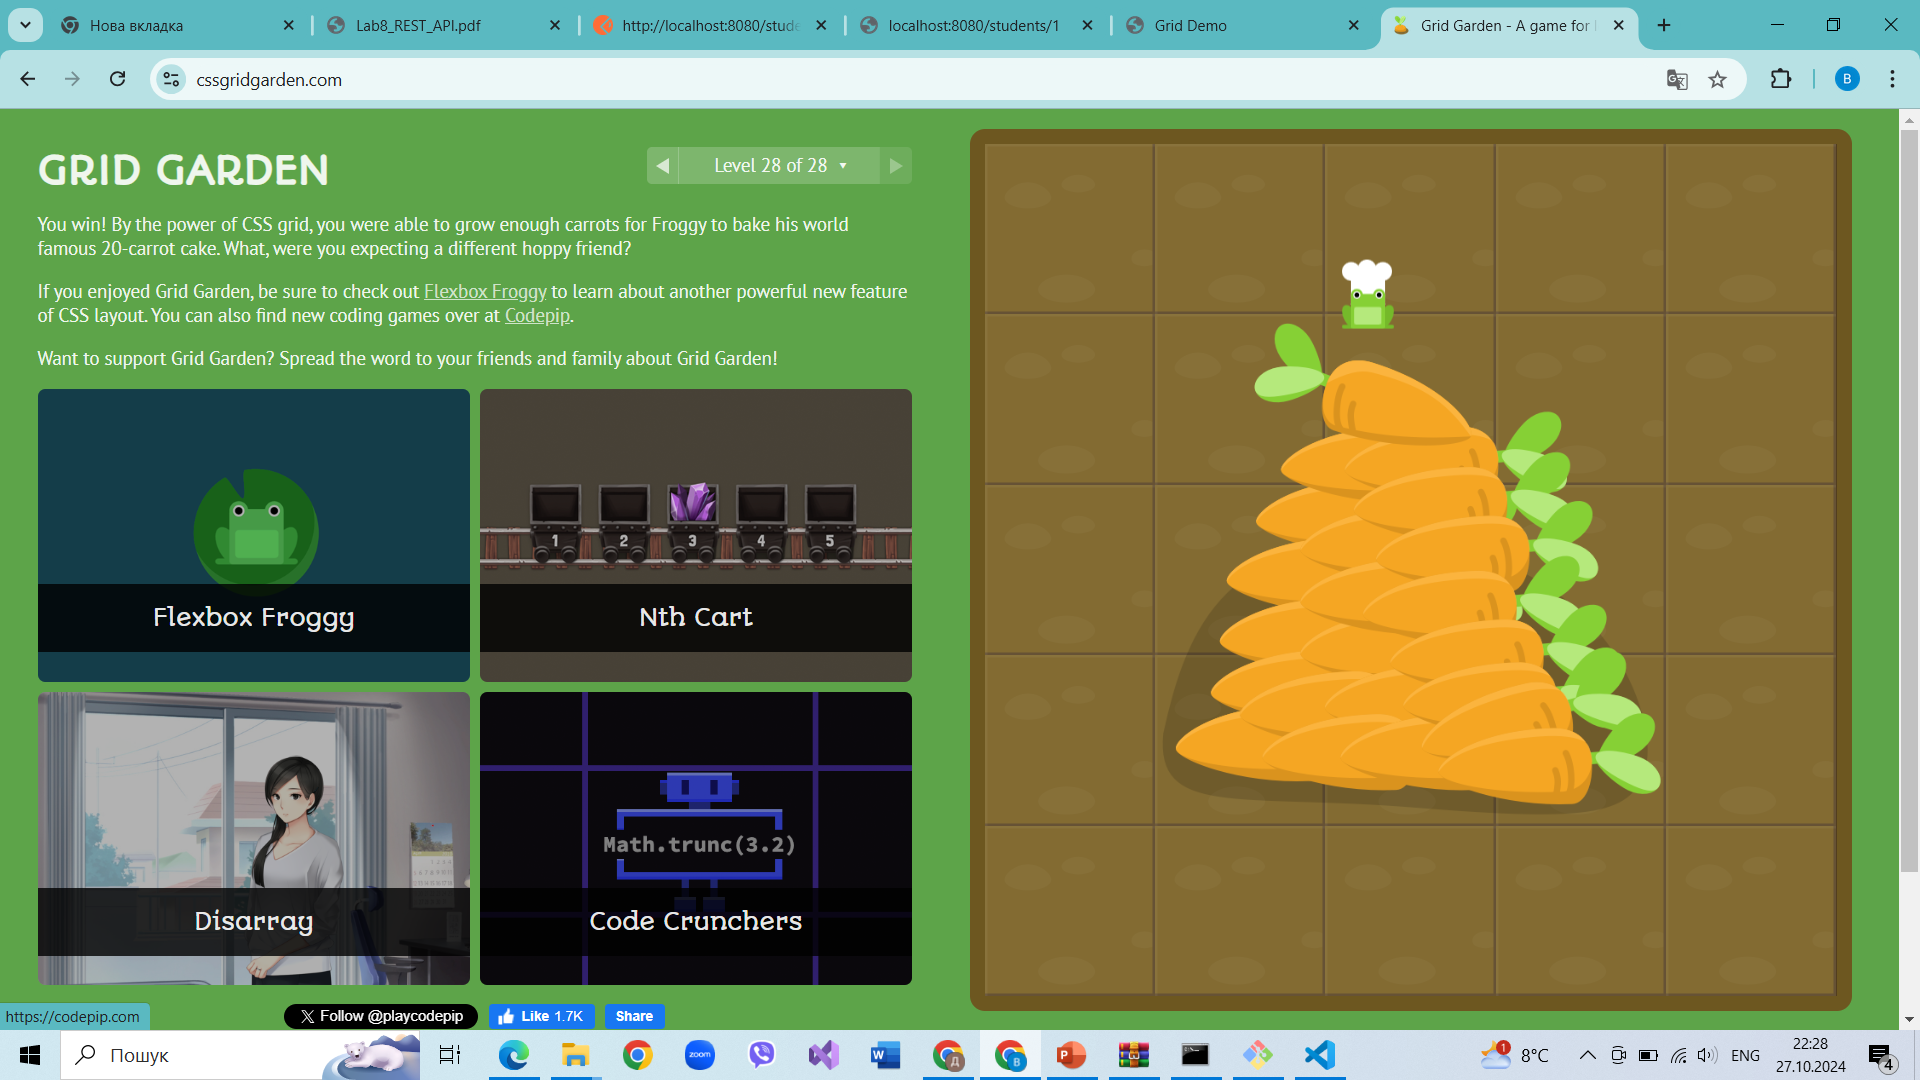 Нова вкладка
Lab8_REST_API.pdf
http://localhost:8080/stude
localhost:8080/students/1
Grid Demo
Grid Garden - A game for
cssgridgarden.com
B
GRID GARDEN
Level 28 of 28
You win! By the power of CSS grid, you were able to grow enough carrots for Froggy to bake his world
famous 20-carrot cake. What, were you expecting a different hoppy friend?
If you enjoyed Grid Garden, be sure to check out Flexbox Froggy to learn about another powerful new feature
of CSS layout. You can also find new coding games over at Codepip.
Want to support Grid Garden? Spread the word to your friends and family about Grid Garden!
1 2 3 4 5
Flexbox Froggy
Nth Cart
Math.trunc(3.2)
Disarray
Code Crunchers
https://codepip.com
X Follow @playcodepip
Like 1.7K
Share
Пошук
zoom
W
Д
B
P
1
8°C
ENG
22:28
27.10.2024
4